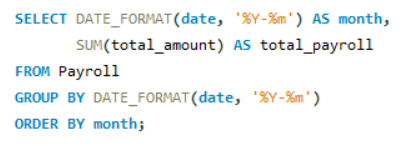 SELECT DATE_FORMAT(date, '%Y-%m') AS month,
SUM(total_amount) AS total_payroll
FROM Payroll
GROUP BY DATE_FORMAT(date, '%Y-%m')
ORDER BY month;